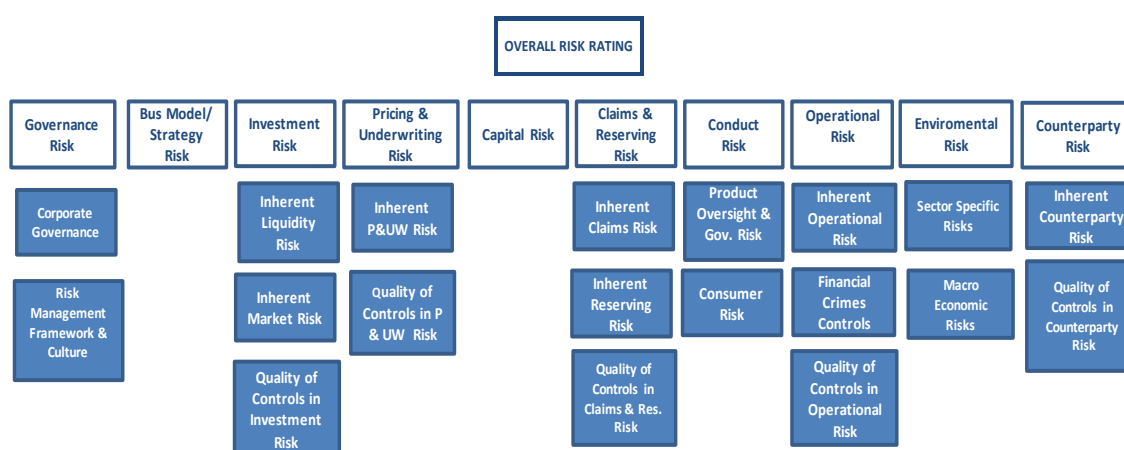 OVERALL RISK RATING
Governance
Risk
Bus Model/
Strategy
Risk
Investment
Risk
Pricing &
Underwriting
Risk
Capital Risk
Claims &
Reserving
Risk
Conduct
Risk
Operational
Risk
Enviromental
Risk
Counterparty
Risk
Corporate
Governance
Inherent
Liquidity
Risk
Inherent
P&UW Risk
Inherent
Claims Risk
Product
Oversight &
Gov. Risk
Inherent
Operational
Risk
Sector Specific
Risks
Inherent
Counterparty
Risk
Risk
Management
Framework &
Culture
Inherent
Market Risk
Quality of
Controls in P
& UW Risk
Inherent
Reserving
Risk
Consumer
Risk
Financial
Crimes
Controls
Macro
Economic
Risks
Quality of
Controls in
Counterparty
Risk
Quality of
Controls in
Investment
Risk
Quality of
Controls in
Claims & Res.
Risk
Quality of
Controls in
Operational
Risk